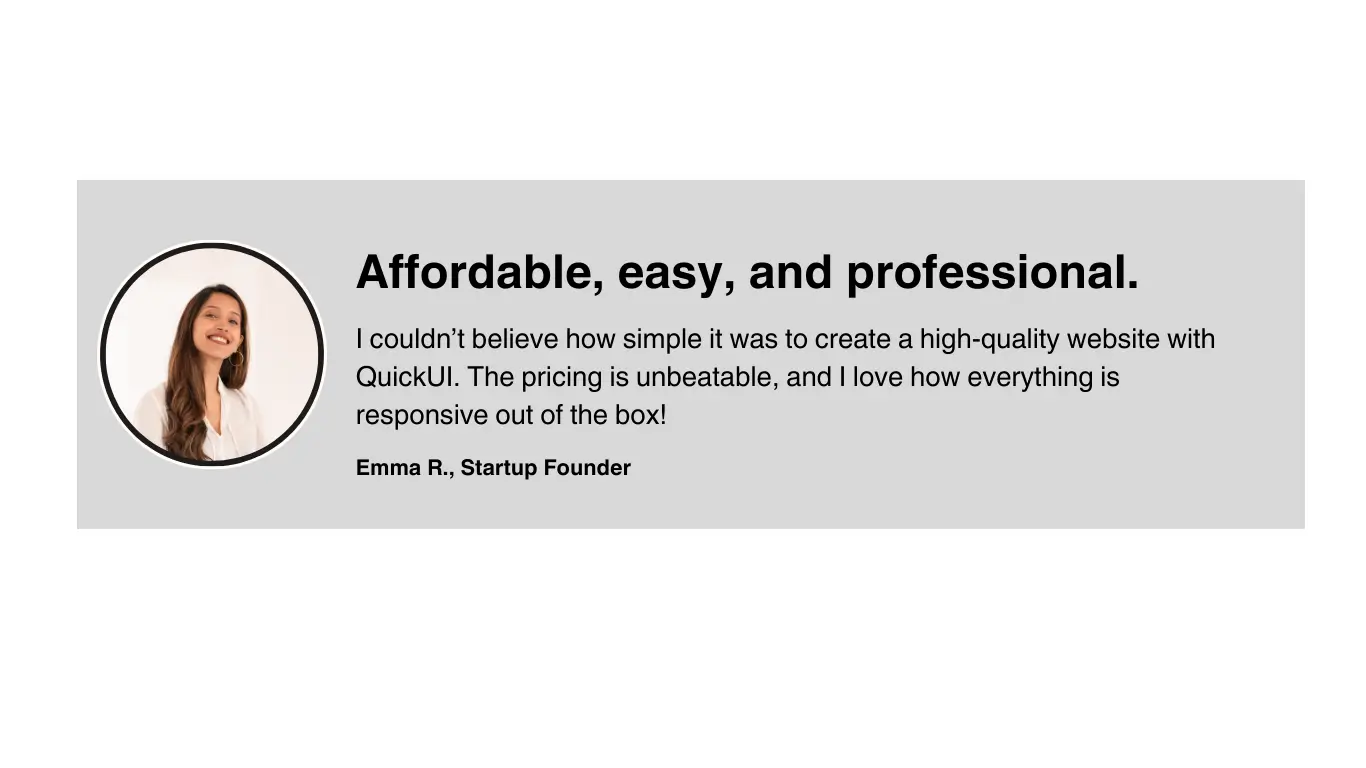 Affordable, easy, and professional.
I couldn’t believe how simple it was to create a high-quality website with
QuickUI. The pricing is unbeatable, and I love how everything is
responsive out of the box!
Emma R., Startup Founder